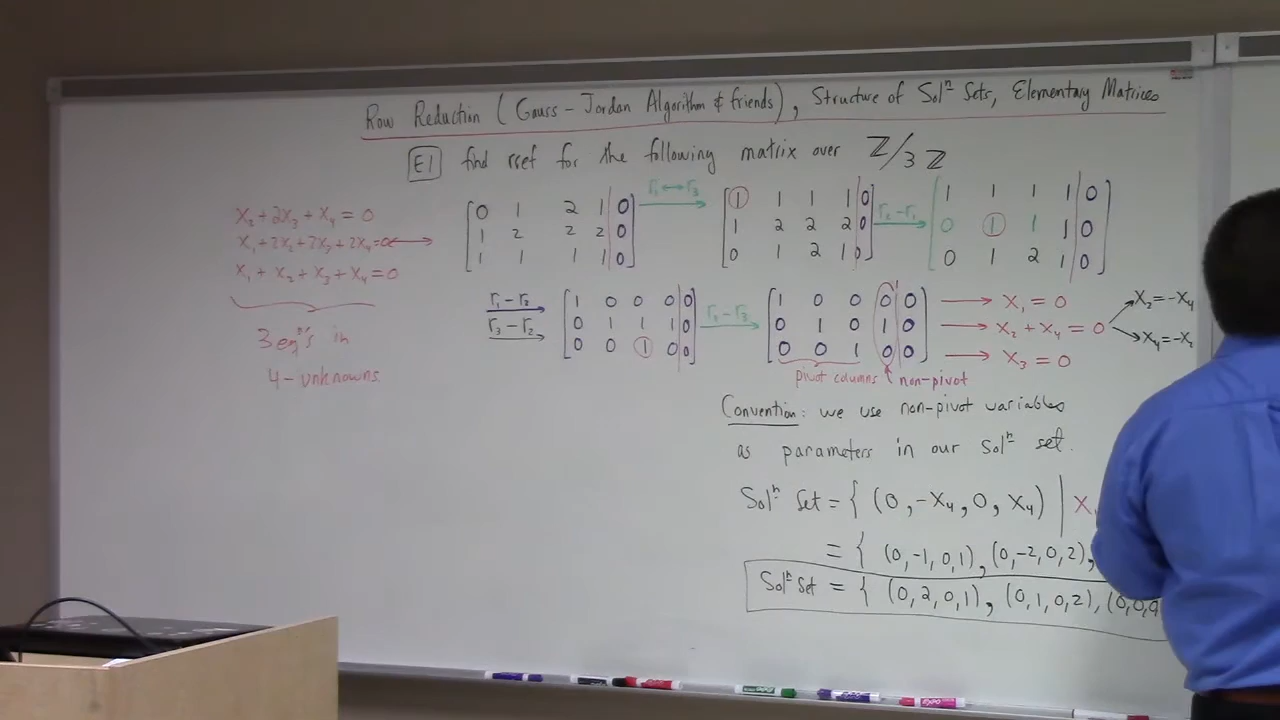 Row Reduction (Gauss-Jordan Algorithm & friends), Structure of Solⁿ Sets, Elementary Matrices
E1 find rref for the following matrix over ℤ/3ℤ
X₂ + 2X₃ + X₄ = 0
X₁ + 2X₂ + 2X₃ + 2X₄ = 0
X₁ + X₂ + X₃ + X₄ = 0
3 eqⁿs in
4-unknowns
0 1 2 1 0
1 2 2 2 0
1 1 1 1 0
r₁ ↔ r₃
1 1 1 1 0
1 2 2 2 0
0 1 2 1 0
r₂ - r₁
1 1 1 1 0
0 1 1 1 0
0 1 2 1 0
r₁ - r₂
r₃ - r₂
1 0 0 0 0
0 1 1 1 0
0 0 1 0 0
r₂ - r₃
1 0 0 0 0
0 1 0 1 0
0 0 1 0 0
pivot columns non-pivot
X₁ = 0
X₂ + X₄ = 0
X₃ = 0
X₂ = -X₄
X₄ = -X₂
Convention: we use non-pivot variables
as parameters in our Solⁿ set.
Solⁿ Set = { (0, -X₄, 0, X₄) | X
= { (0, -1, 0, 1), (0, -2, 0, 2),
Solⁿ Set = { (0, 2, 0, 1), (0, 1, 0, 2), (0,0,0
EXPO